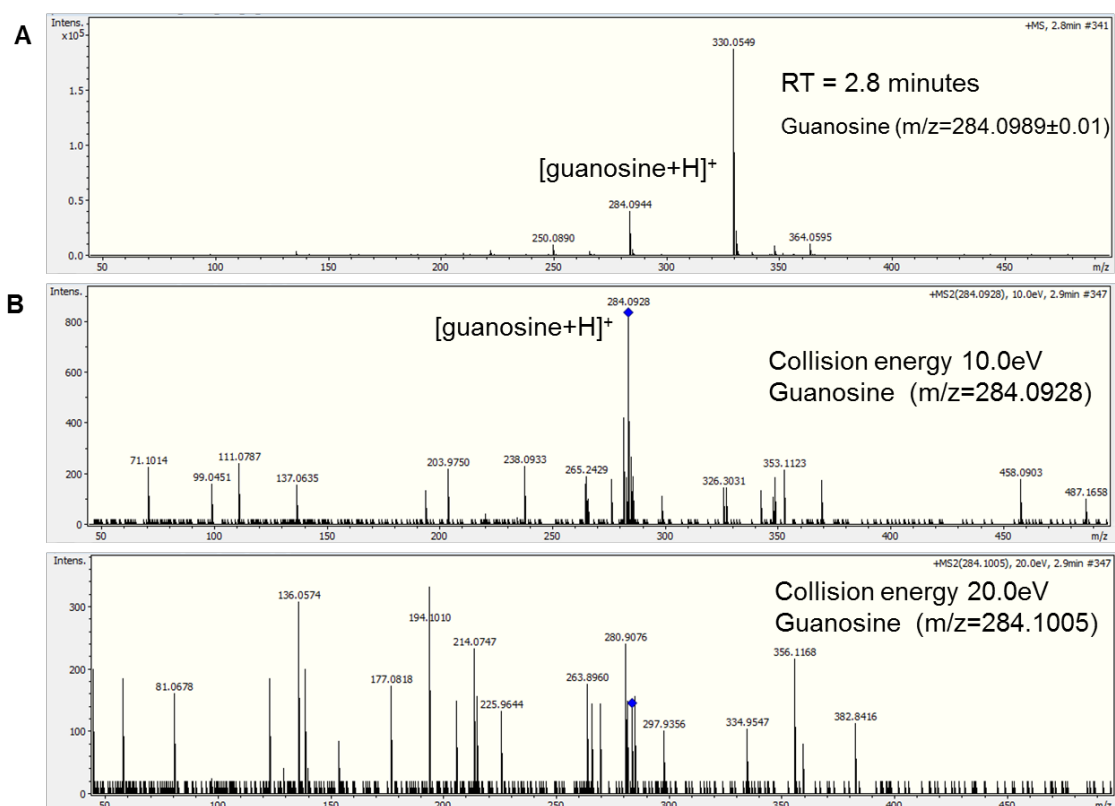 A
Intens.
x10⁵
+MS, 2.8min #341
330.0549
1.5
RT = 2.8 minutes
Guanosine (m/z=284.0989±0.01)
1.0
[guanosine+H]⁺
0.5
284.0944
250.0890
364.0595
0.0
50 100 150 200 250 300 350 400 450 m/z
B
Intens.
+MS2(284.0928), 10.0eV, 2.9min #347
284.0928
800
[guanosine+H]⁺
Collision energy 10.0eV
Guanosine (m/z=284.0928)
600
400
200
71.1014
99.0451
111.0787
137.0635
203.9750
238.0933
265.2429
326.3031
353.1123
458.0903
487.1658
0
50 100 150 200 250 300 350 400 450 m/z
Intens.
+MS2(284.1005), 20.0eV, 2.9min #347
Collision energy 20.0eV
Guanosine (m/z=284.1005)
300
136.0574
194.1010
214.0747
280.9076
356.1168
200
81.0678
177.0818
225.9644
263.8960
297.9356
334.9547
382.8416
100
0
50 100 150 200 250 300 350 400 450 m/z